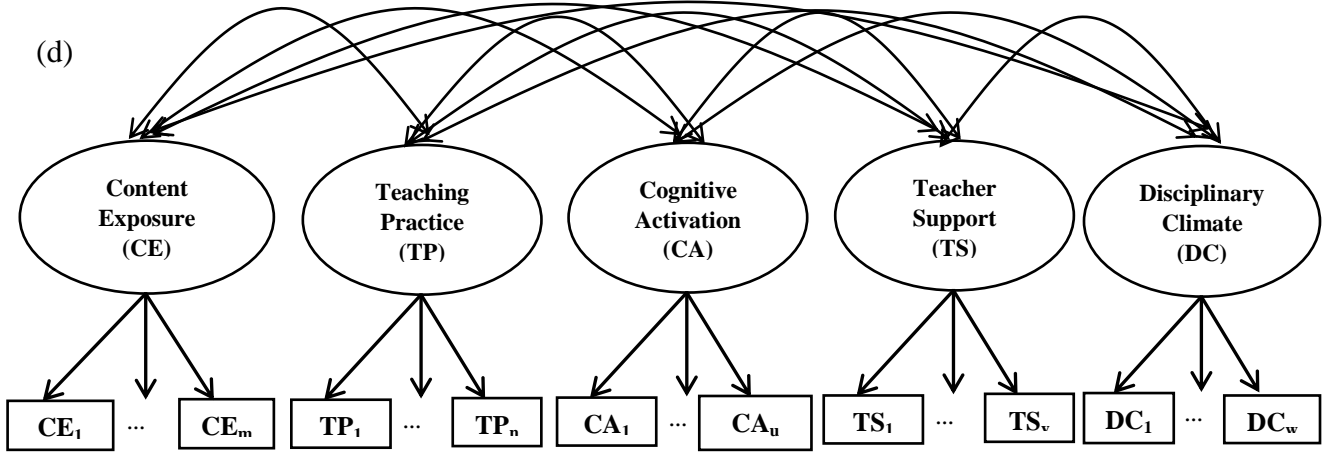 (d)
Content
Exposure
(CE)
Teaching
Practice
(TP)
Cognitive
Activation
(CA)
Teacher
Support
(TS)
Disciplinary
Climate
(DC)
CE₁ ... CEₘ TP₁ ... TPₙ CA₁ ... CAᵤ TS₁ ... TSᵥ DC₁ ... DC_w